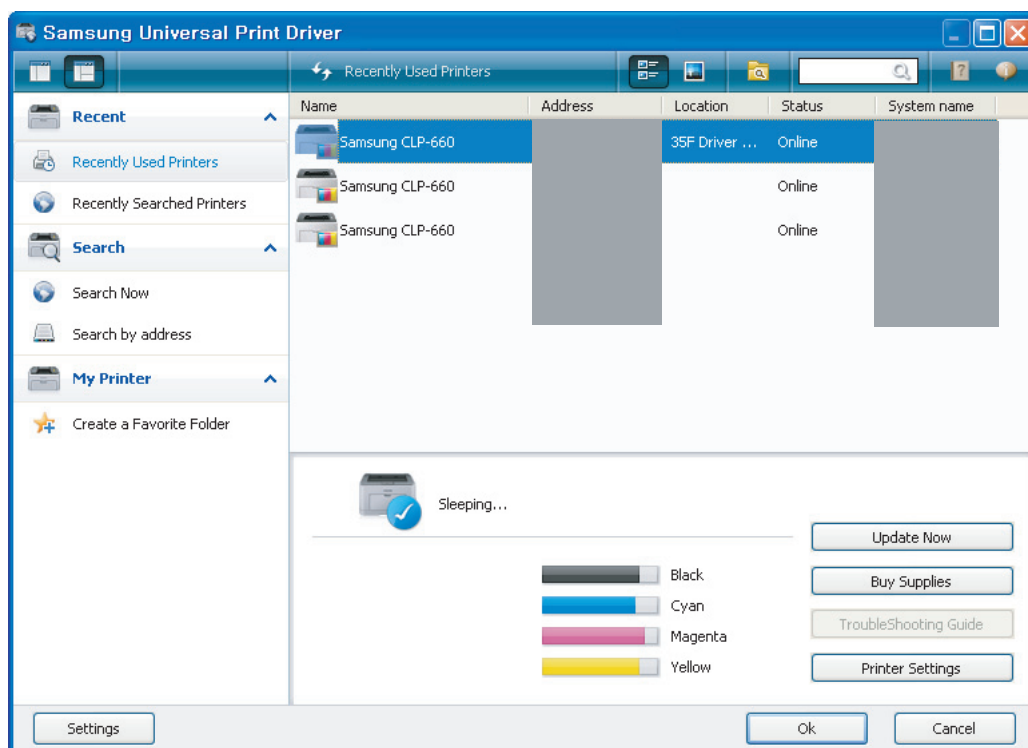 Samsung Universal Print Driver
Recently Used Printers
Name Address Location Status System name
Recent
Recently Used Printers
Recently Searched Printers
Search
Search Now
Search by address
My Printer
Create a Favorite Folder
Samsung CLP-660 35F Driver ... Online
Samsung CLP-660 Online
Samsung CLP-660 Online
Sleeping...
Black
Cyan
Magenta
Yellow
Update Now
Buy Supplies
TroubleShooting Guide
Printer Settings
Settings
Ok
Cancel